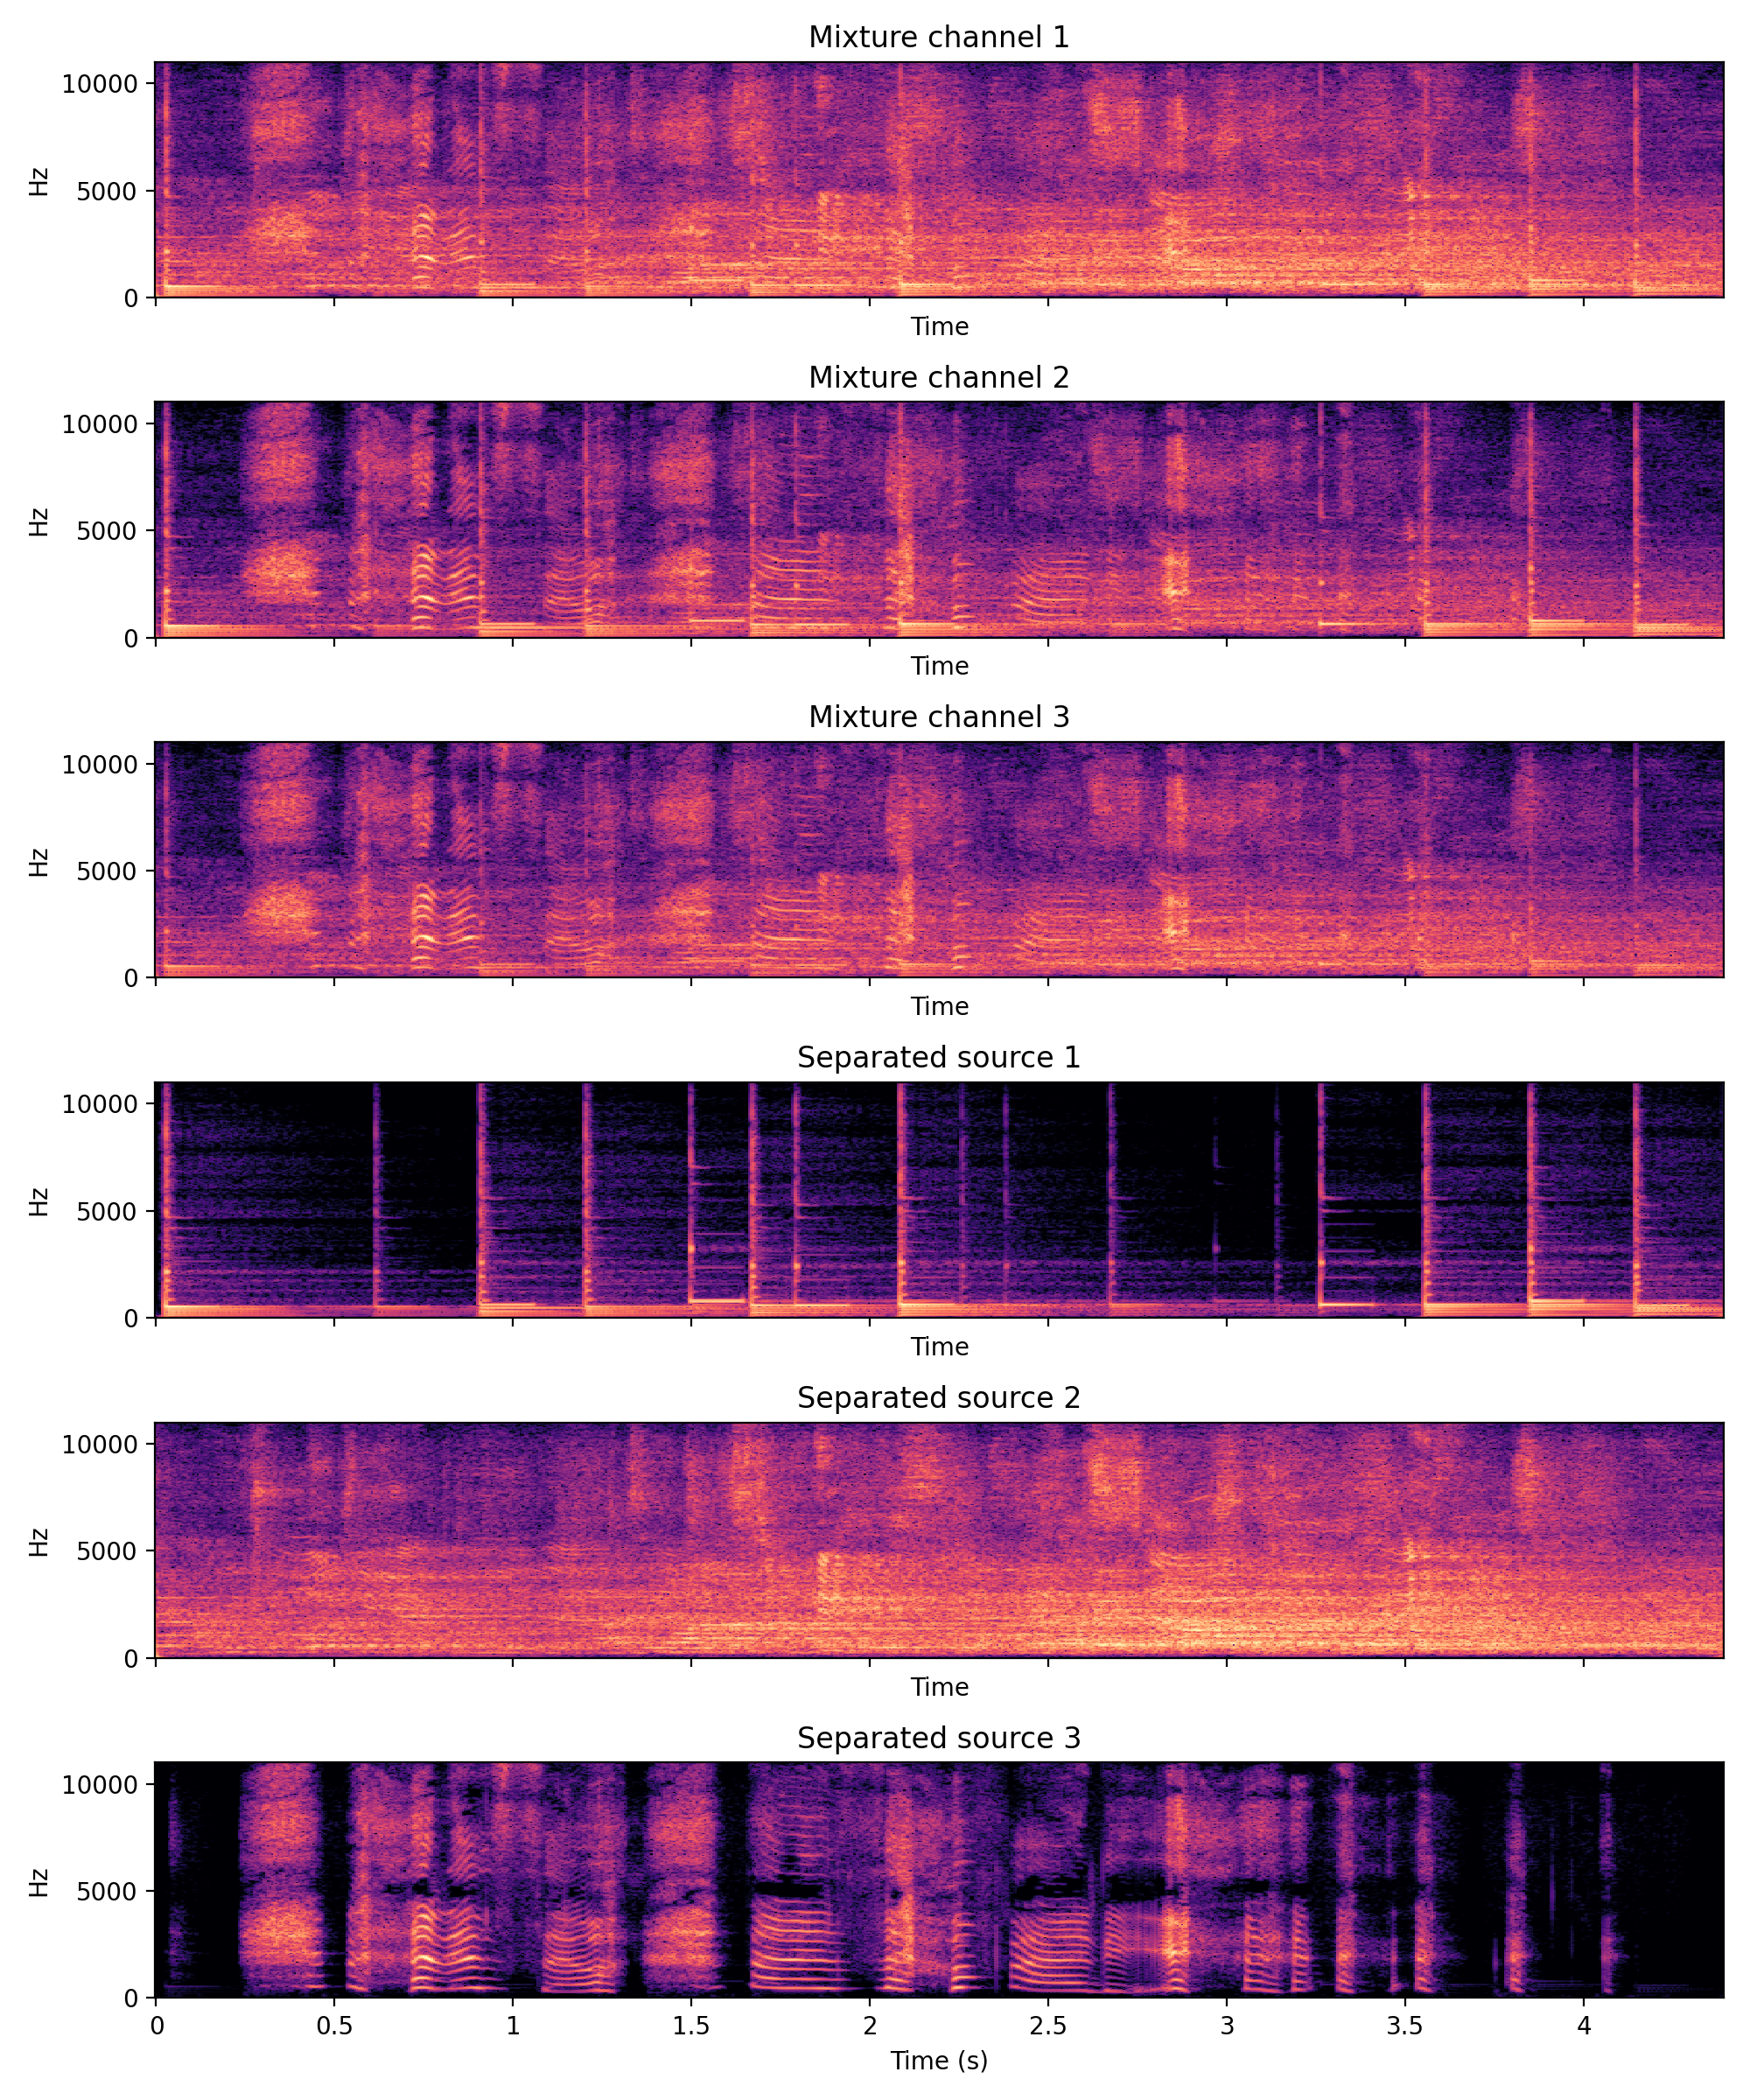 Mixture channel 1
10000
5000
0
Hz
Time
Mixture channel 2
10000
5000
0
Hz
Time
Mixture channel 3
10000
5000
0
Hz
Time
Separated source 1
10000
5000
0
Hz
Time
Separated source 2
10000
5000
0
Hz
Time
Separated source 3
10000
5000
0
Hz
0 0.5 1 1.5 2 2.5 3 3.5 4
Time (s)